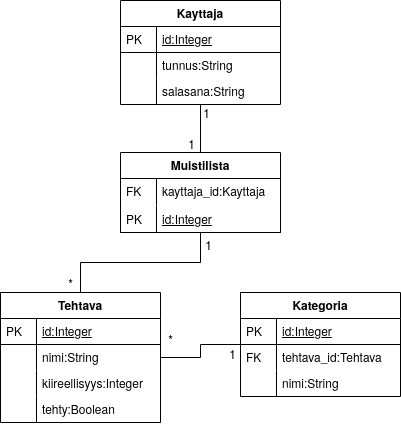 Kayttaja
PK id:Integer
tunnus:String
salasana:String
1
1
Muistilista
FK kayttaja_id:Kayttaja
PK id:Integer
1
*
Tehtava
PK id:Integer
nimi:String
kiireellisyys:Integer
tehty:Boolean
*
1
Kategoria
PK id:Integer
FK tehtava_id:Tehtava
nimi:String